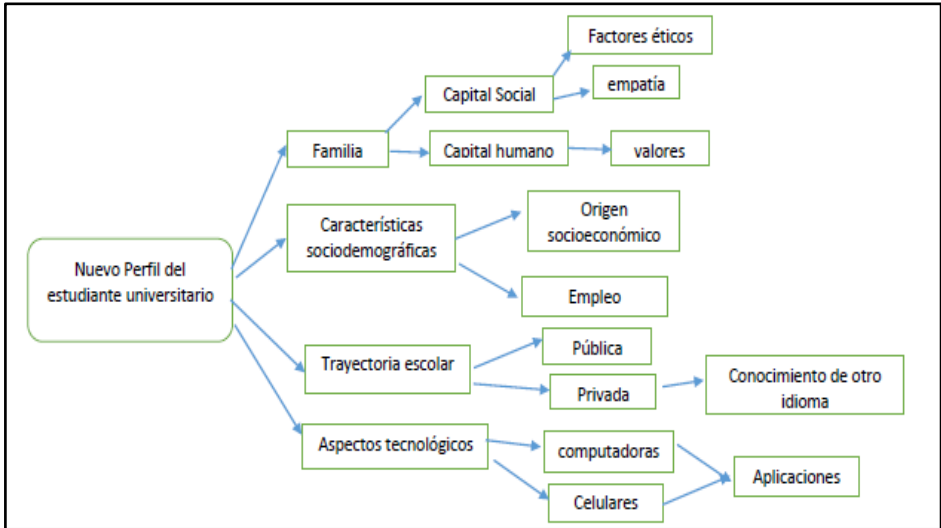 Factores éticos
Capital Social
empatía
Familia
Capital humano
valores
Características
sociodemográficas
Origen
socioeconómico
Nuevo Perfil del
estudiante universitario
Empleo
Trayectoria escolar
Pública
Privada
Conocimiento de otro
idioma
Aspectos tecnológicos
computadoras
Aplicaciones
Celulares